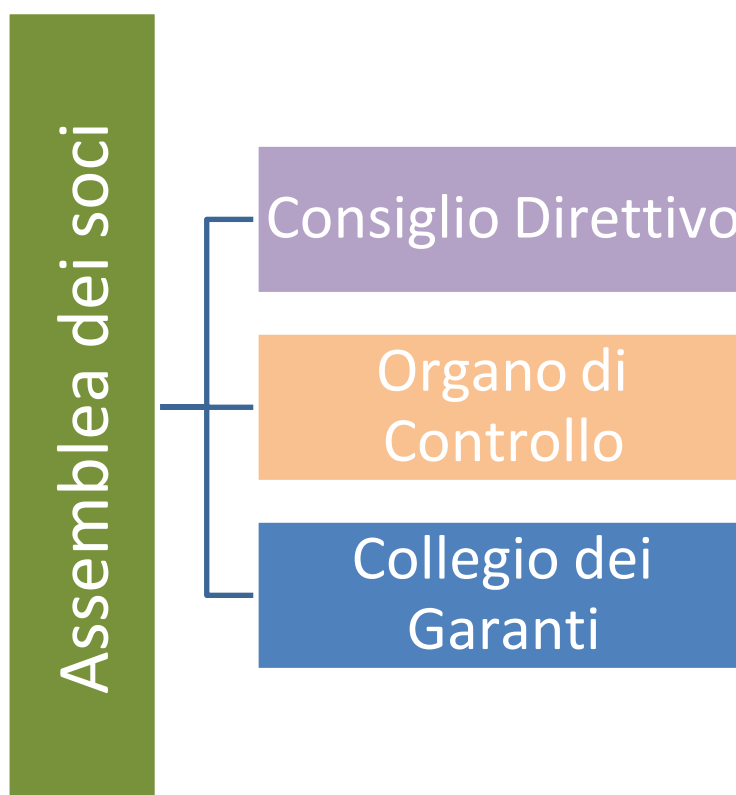 Assemblea dei soci
Consiglio Direttivo
Organo di
Controllo
Collegio dei
Garanti